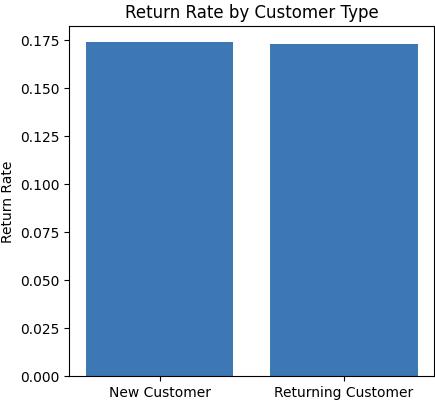 Return Rate by Customer Type
0.175
0.150
0.125
0.100
0.075
0.050
0.025
0.000
Return Rate
New Customer
Returning Customer